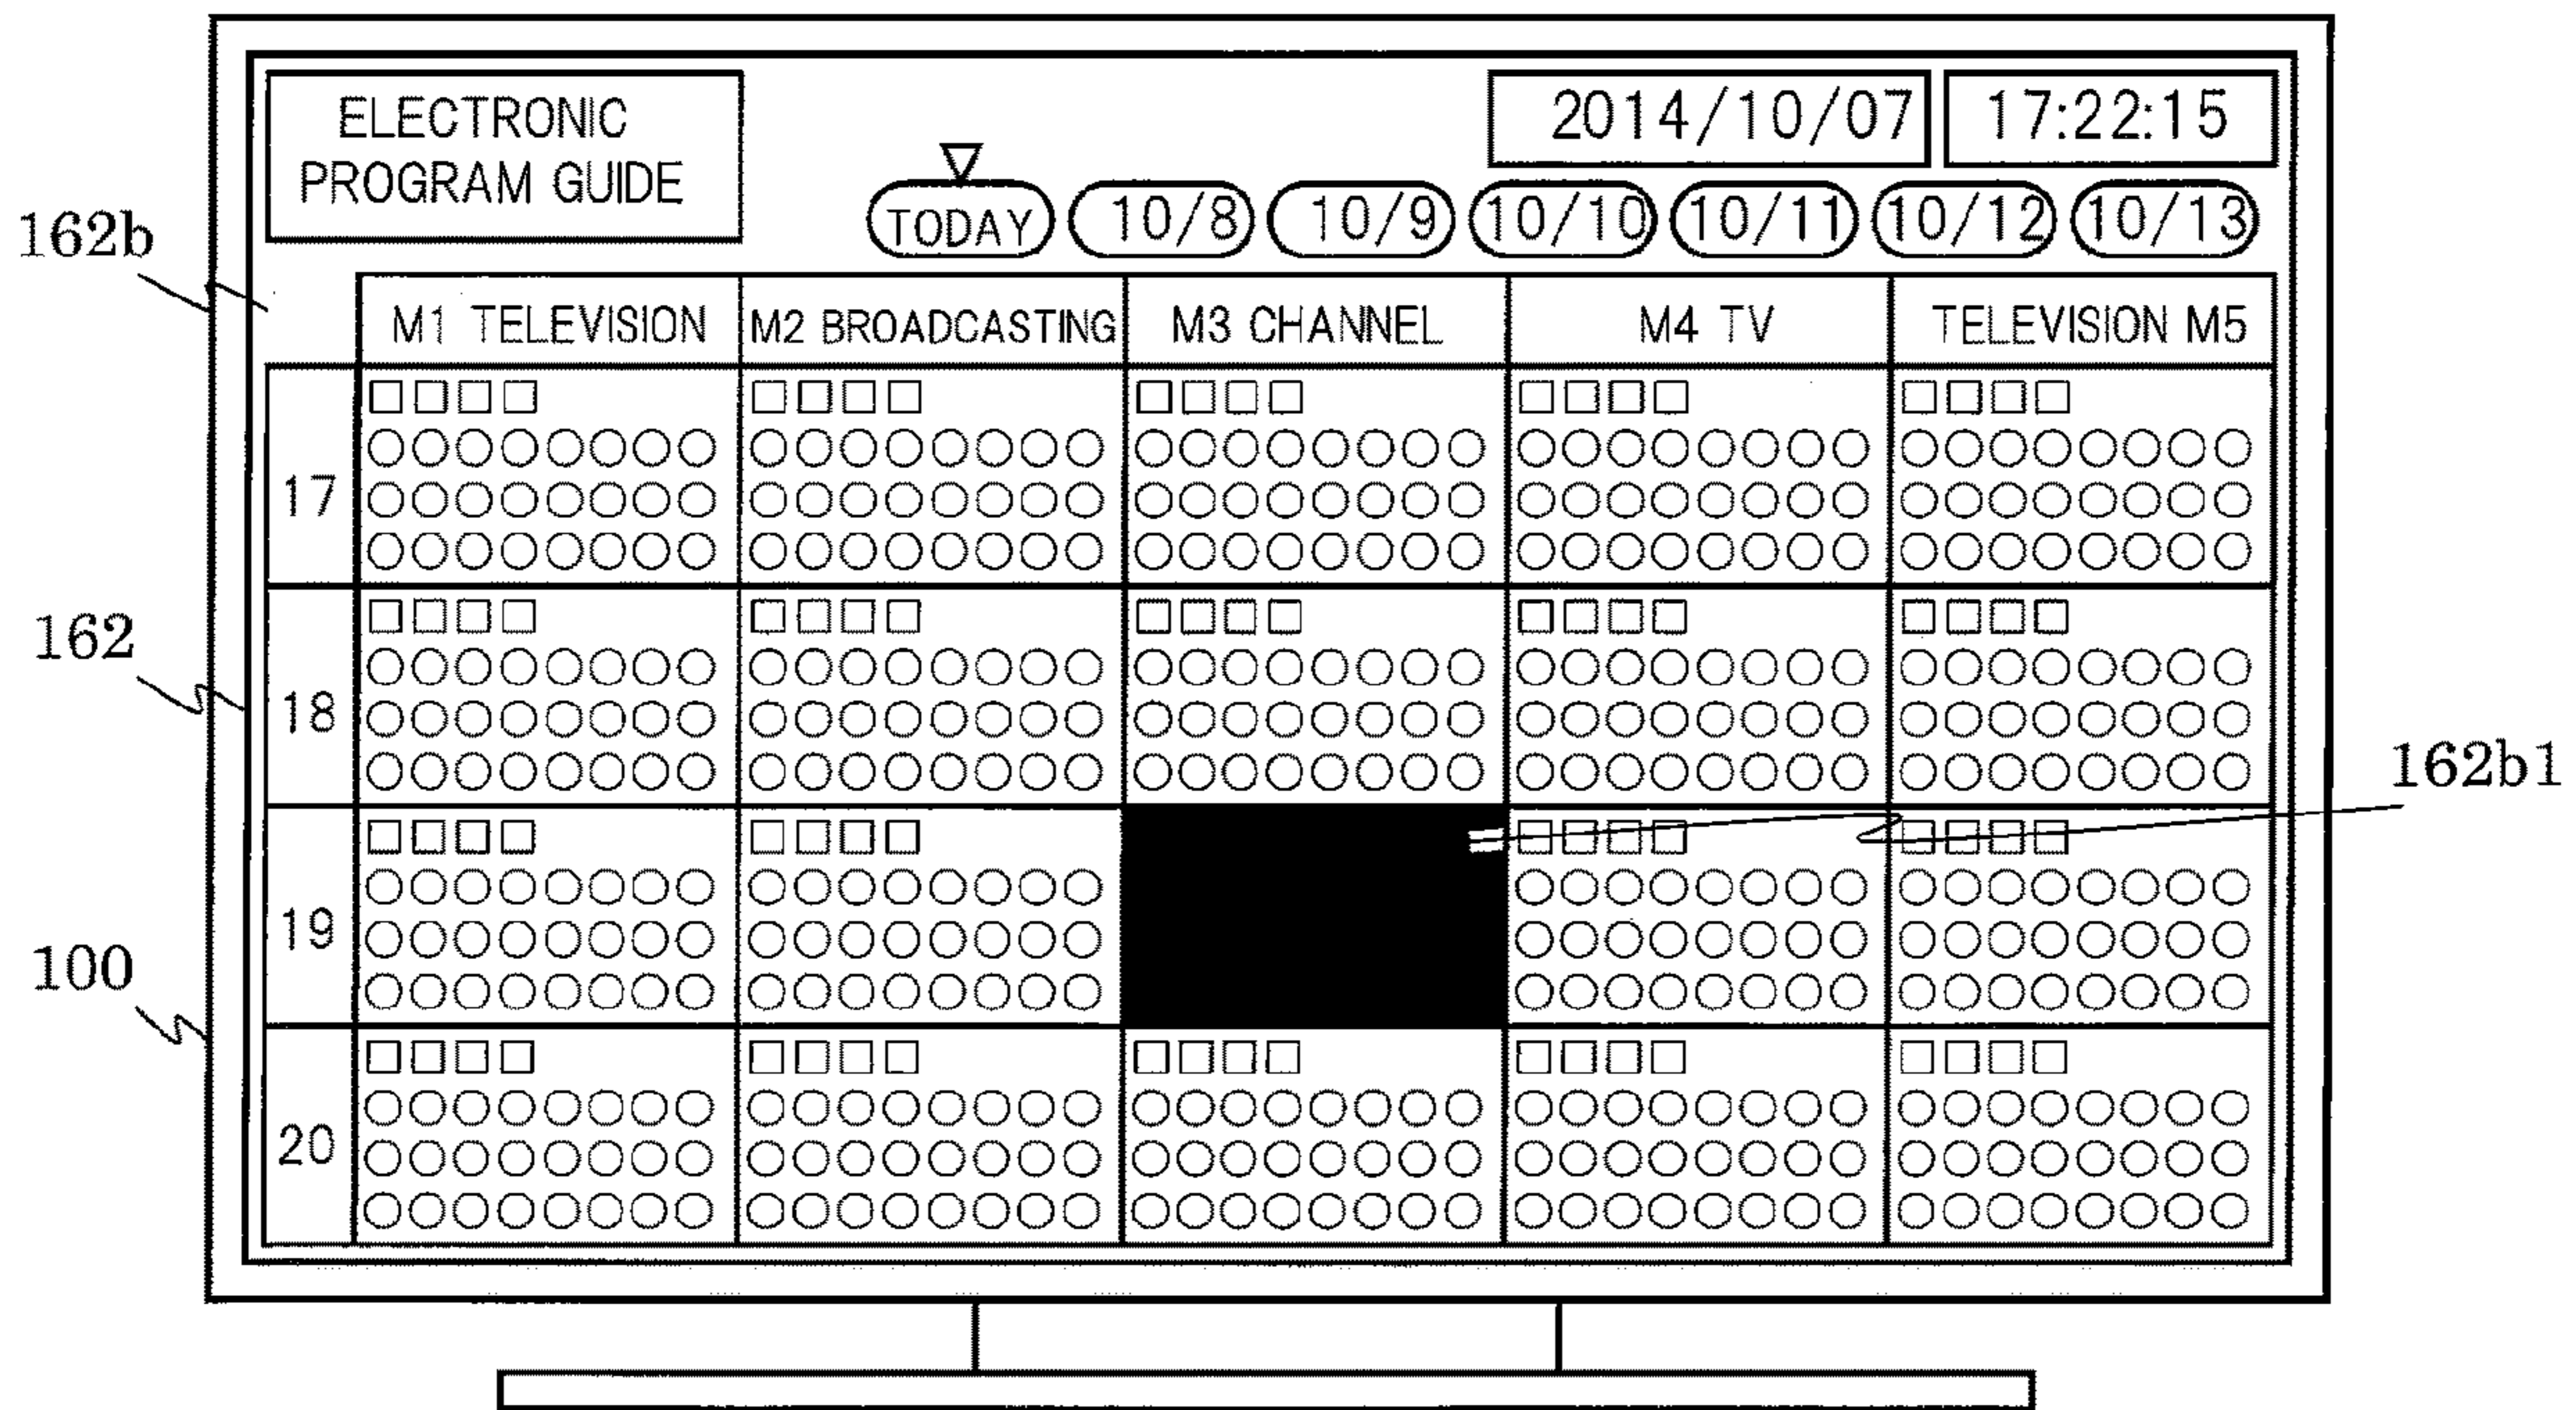 ELECTRONIC
PROGRAM GUIDE
2014/10/07 17:22:15
TODAY 10/8 10/9 10/10 10/11 10/12 10/13
162b
M1 TELEVISION M2 BROADCASTING M3 CHANNEL M4 TV TELEVISION M5
17
□□□□ □□□□ □□□□ □□□□ □□□□
○○○○○○○○ ○○○○○○○○ ○○○○○○○○ ○○○○○○○○ ○○○○○○○○
○○○○○○○○ ○○○○○○○○ ○○○○○○○○ ○○○○○○○○ ○○○○○○○○
○○○○○○○○ ○○○○○○○○ ○○○○○○○○ ○○○○○○○○ ○○○○○○○○
162
18
□□□□ □□□□ □□□□ □□□□ □□□□
○○○○○○○○ ○○○○○○○○ ○○○○○○○○ ○○○○○○○○ ○○○○○○○○
○○○○○○○○ ○○○○○○○○ ○○○○○○○○ ○○○○○○○○ ○○○○○○○○
○○○○○○○○ ○○○○○○○○ ○○○○○○○○ ○○○○○○○○ ○○○○○○○○
162b1
19
□□□□ □□□□ □□□□ □□□□
○○○○○○○○ ○○○○○○○○ ○○○○○○○○ ○○○○○○○○
○○○○○○○○ ○○○○○○○○ ○○○○○○○○ ○○○○○○○○
○○○○○○○○ ○○○○○○○○ ○○○○○○○○ ○○○○○○○○
100
20
□□□□ □□□□ □□□□ □□□□ □□□□
○○○○○○○○ ○○○○○○○○ ○○○○○○○○ ○○○○○○○○ ○○○○○○○○
○○○○○○○○ ○○○○○○○○ ○○○○○○○○ ○○○○○○○○ ○○○○○○○○
○○○○○○○○ ○○○○○○○○ ○○○○○○○○ ○○○○○○○○ ○○○○○○○○